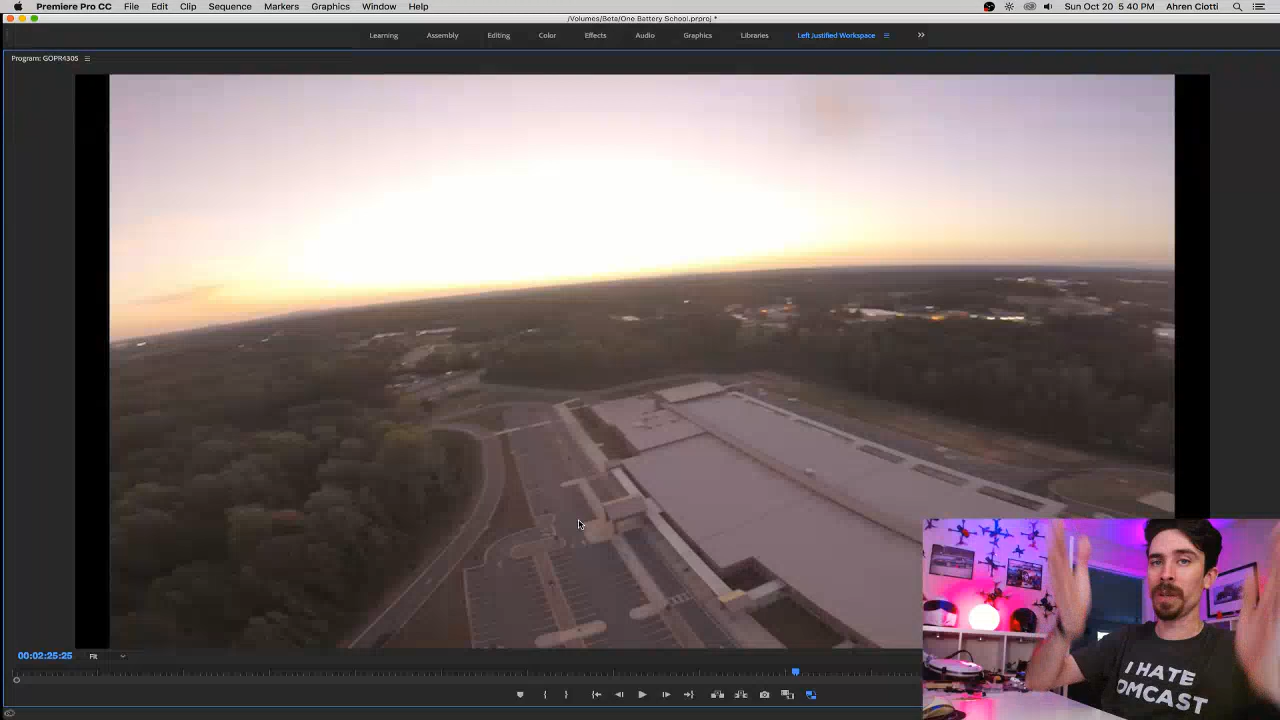 Premiere Pro CC File Edit Clip Sequence Markers Graphics Window Help Sun Oct 20 5:40 PM Ahren Ciotti
/Volumes/Beta/One Battery School.prproj *
Learning Assembly Editing Color Effects Audio Graphics Libraries Left Justified Workspace
Program: GOPR4305
00:02:25:25 Fit
I HATE
OMCAST